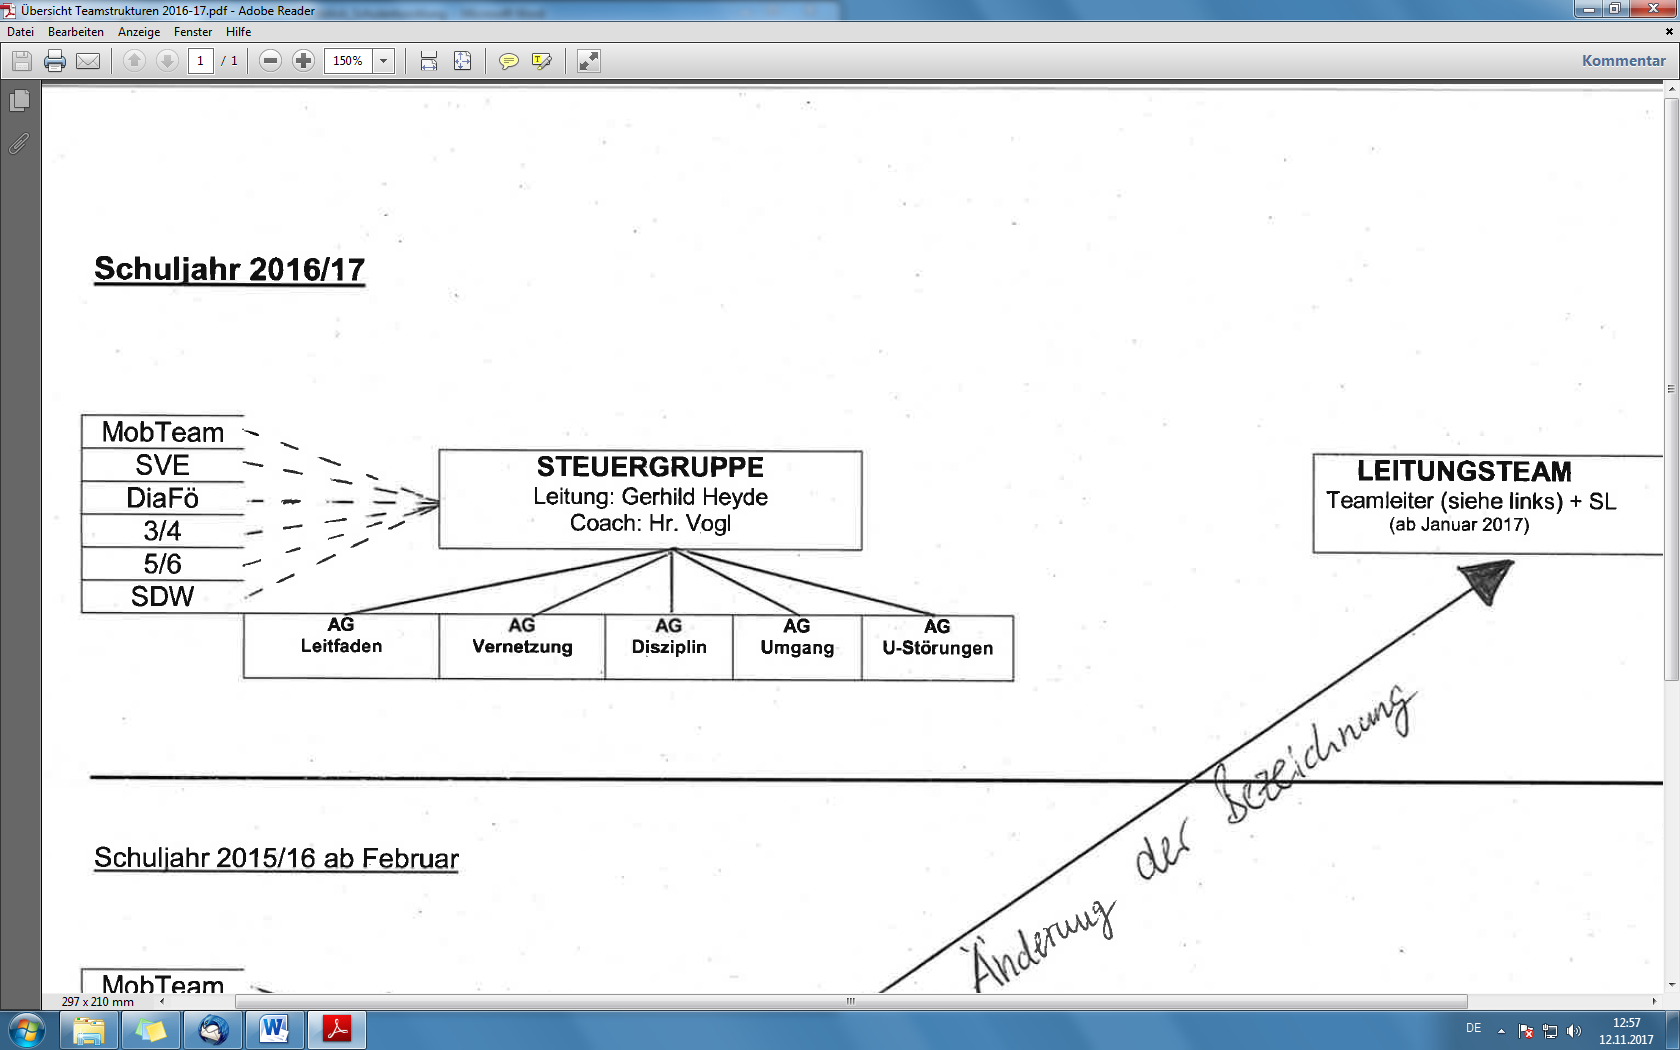 Übersicht Teamstrukturen 2016-17.pdf - Adobe Reader
Datei Bearbeiten Anzeige Fenster Hilfe
1 / 1 150% Kommentar
Schuljahr 2016/17
MobTeam
SVE
DiaFö
3/4
5/6
SDW
STEUERGRUPPE
Leitung: Gerhild Heyde
Coach: Hr. Vogl
LEITUNGSTEAM
Teamleiter (siehe links) + SL
(ab Januar 2017)
AG
Leitfaden
AG
Vernetzung
AG
Disziplin
AG
Umgang
AG
U-Störungen
Änderung der Bezeichnung
Schuljahr 2015/16 ab Februar
MobTeam
297 x 210 mm
DE
12:57
12.11.2017